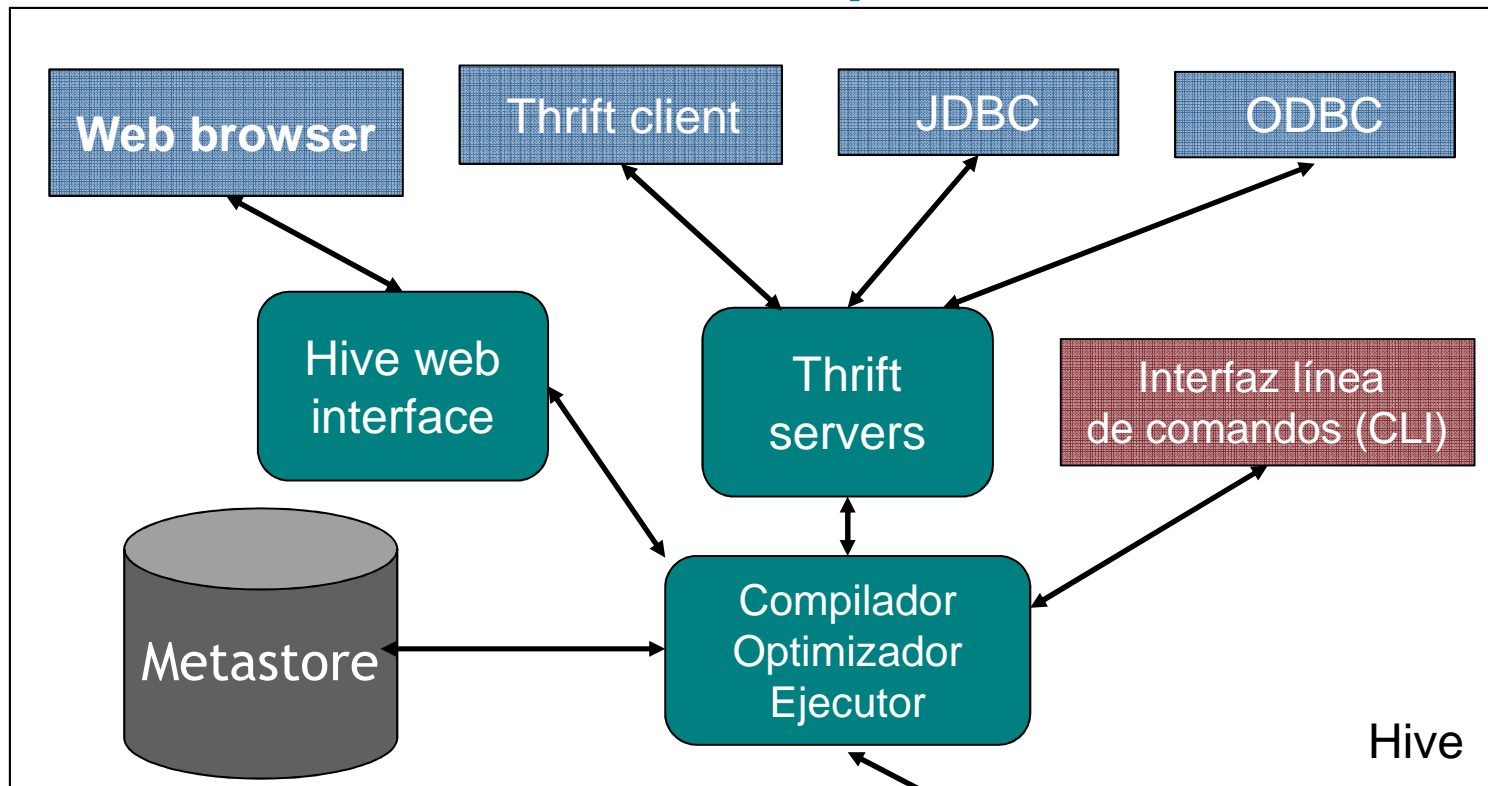 Web browser
Thrift client
JDBC
ODBC
Hive web
interface
Thrift
servers
Interfaz línea
de comandos (CLI)
Metastore
Compilador
Optimizador
Ejecutor
Hive